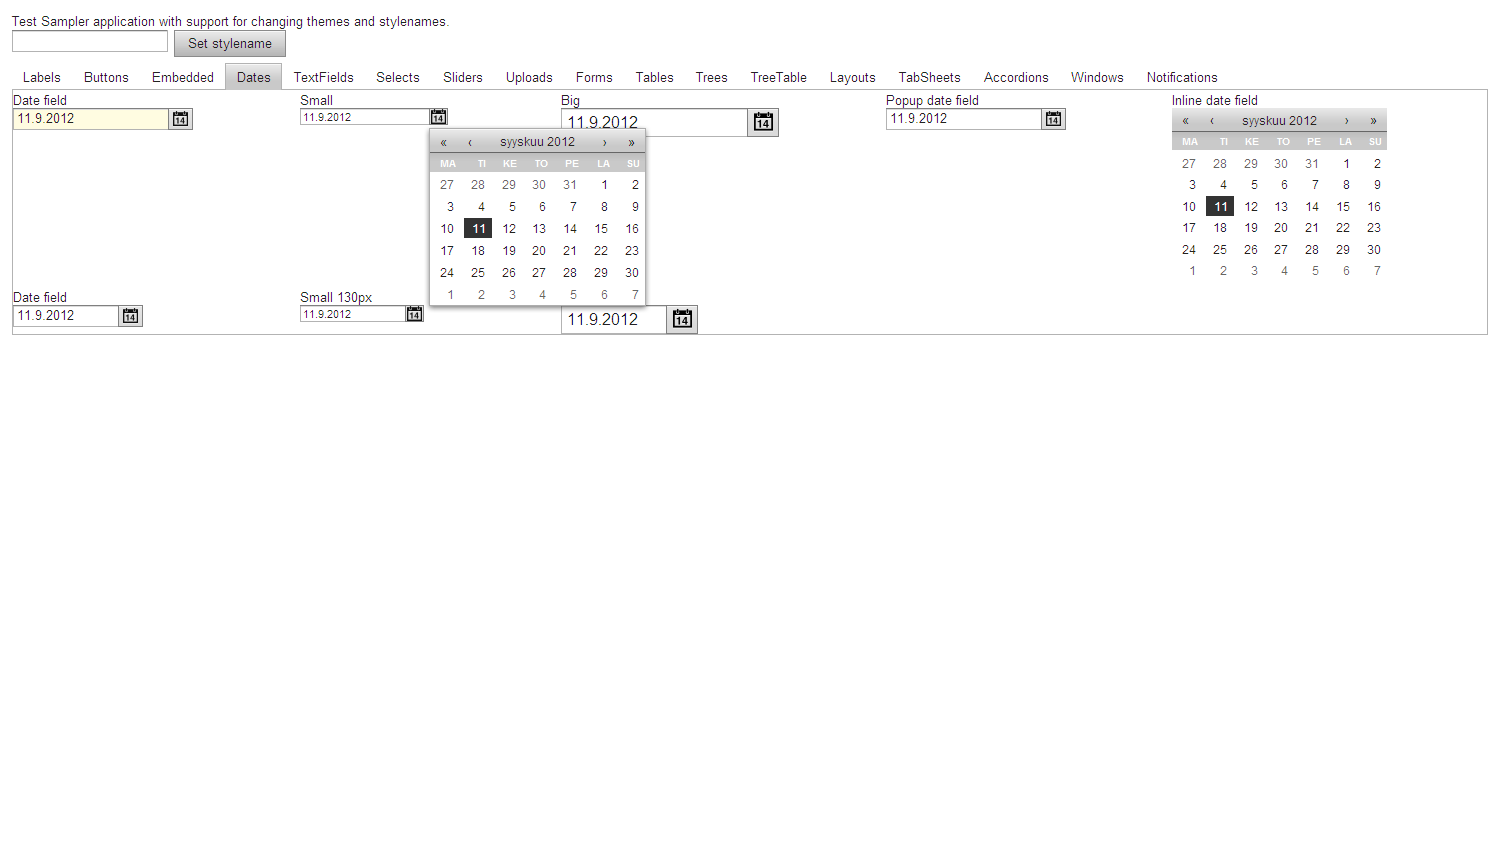 Test Sampler application with support for changing themes and stylenames.
Set stylename
Labels Buttons Embedded Dates TextFields Selects Sliders Uploads Forms Tables Trees TreeTable Layouts TabSheets Accordions Windows Notifications
Date field Small Big Popup date field Inline date field
11.9.2012 14 11.9.2012 14 11.9.2012 14 11.9.2012 14
« ‹ syyskuu 2012 › »
MA TI KE TO PE LA SU
27 28 29 30 31 1 2
3 4 5 6 7 8 9
10 11 12 13 14 15 16
17 18 19 20 21 22 23
24 25 26 27 28 29 30
1 2 3 4 5 6 7
« ‹ syyskuu 2012 › »
MA TI KE TO PE LA SU
27 28 29 30 31 1 2
3 4 5 6 7 8 9
10 11 12 13 14 15 16
17 18 19 20 21 22 23
24 25 26 27 28 29 30
1 2 3 4 5 6 7
Date field Small 130px
11.9.2012 14 11.9.2012 14 11.9.2012 14